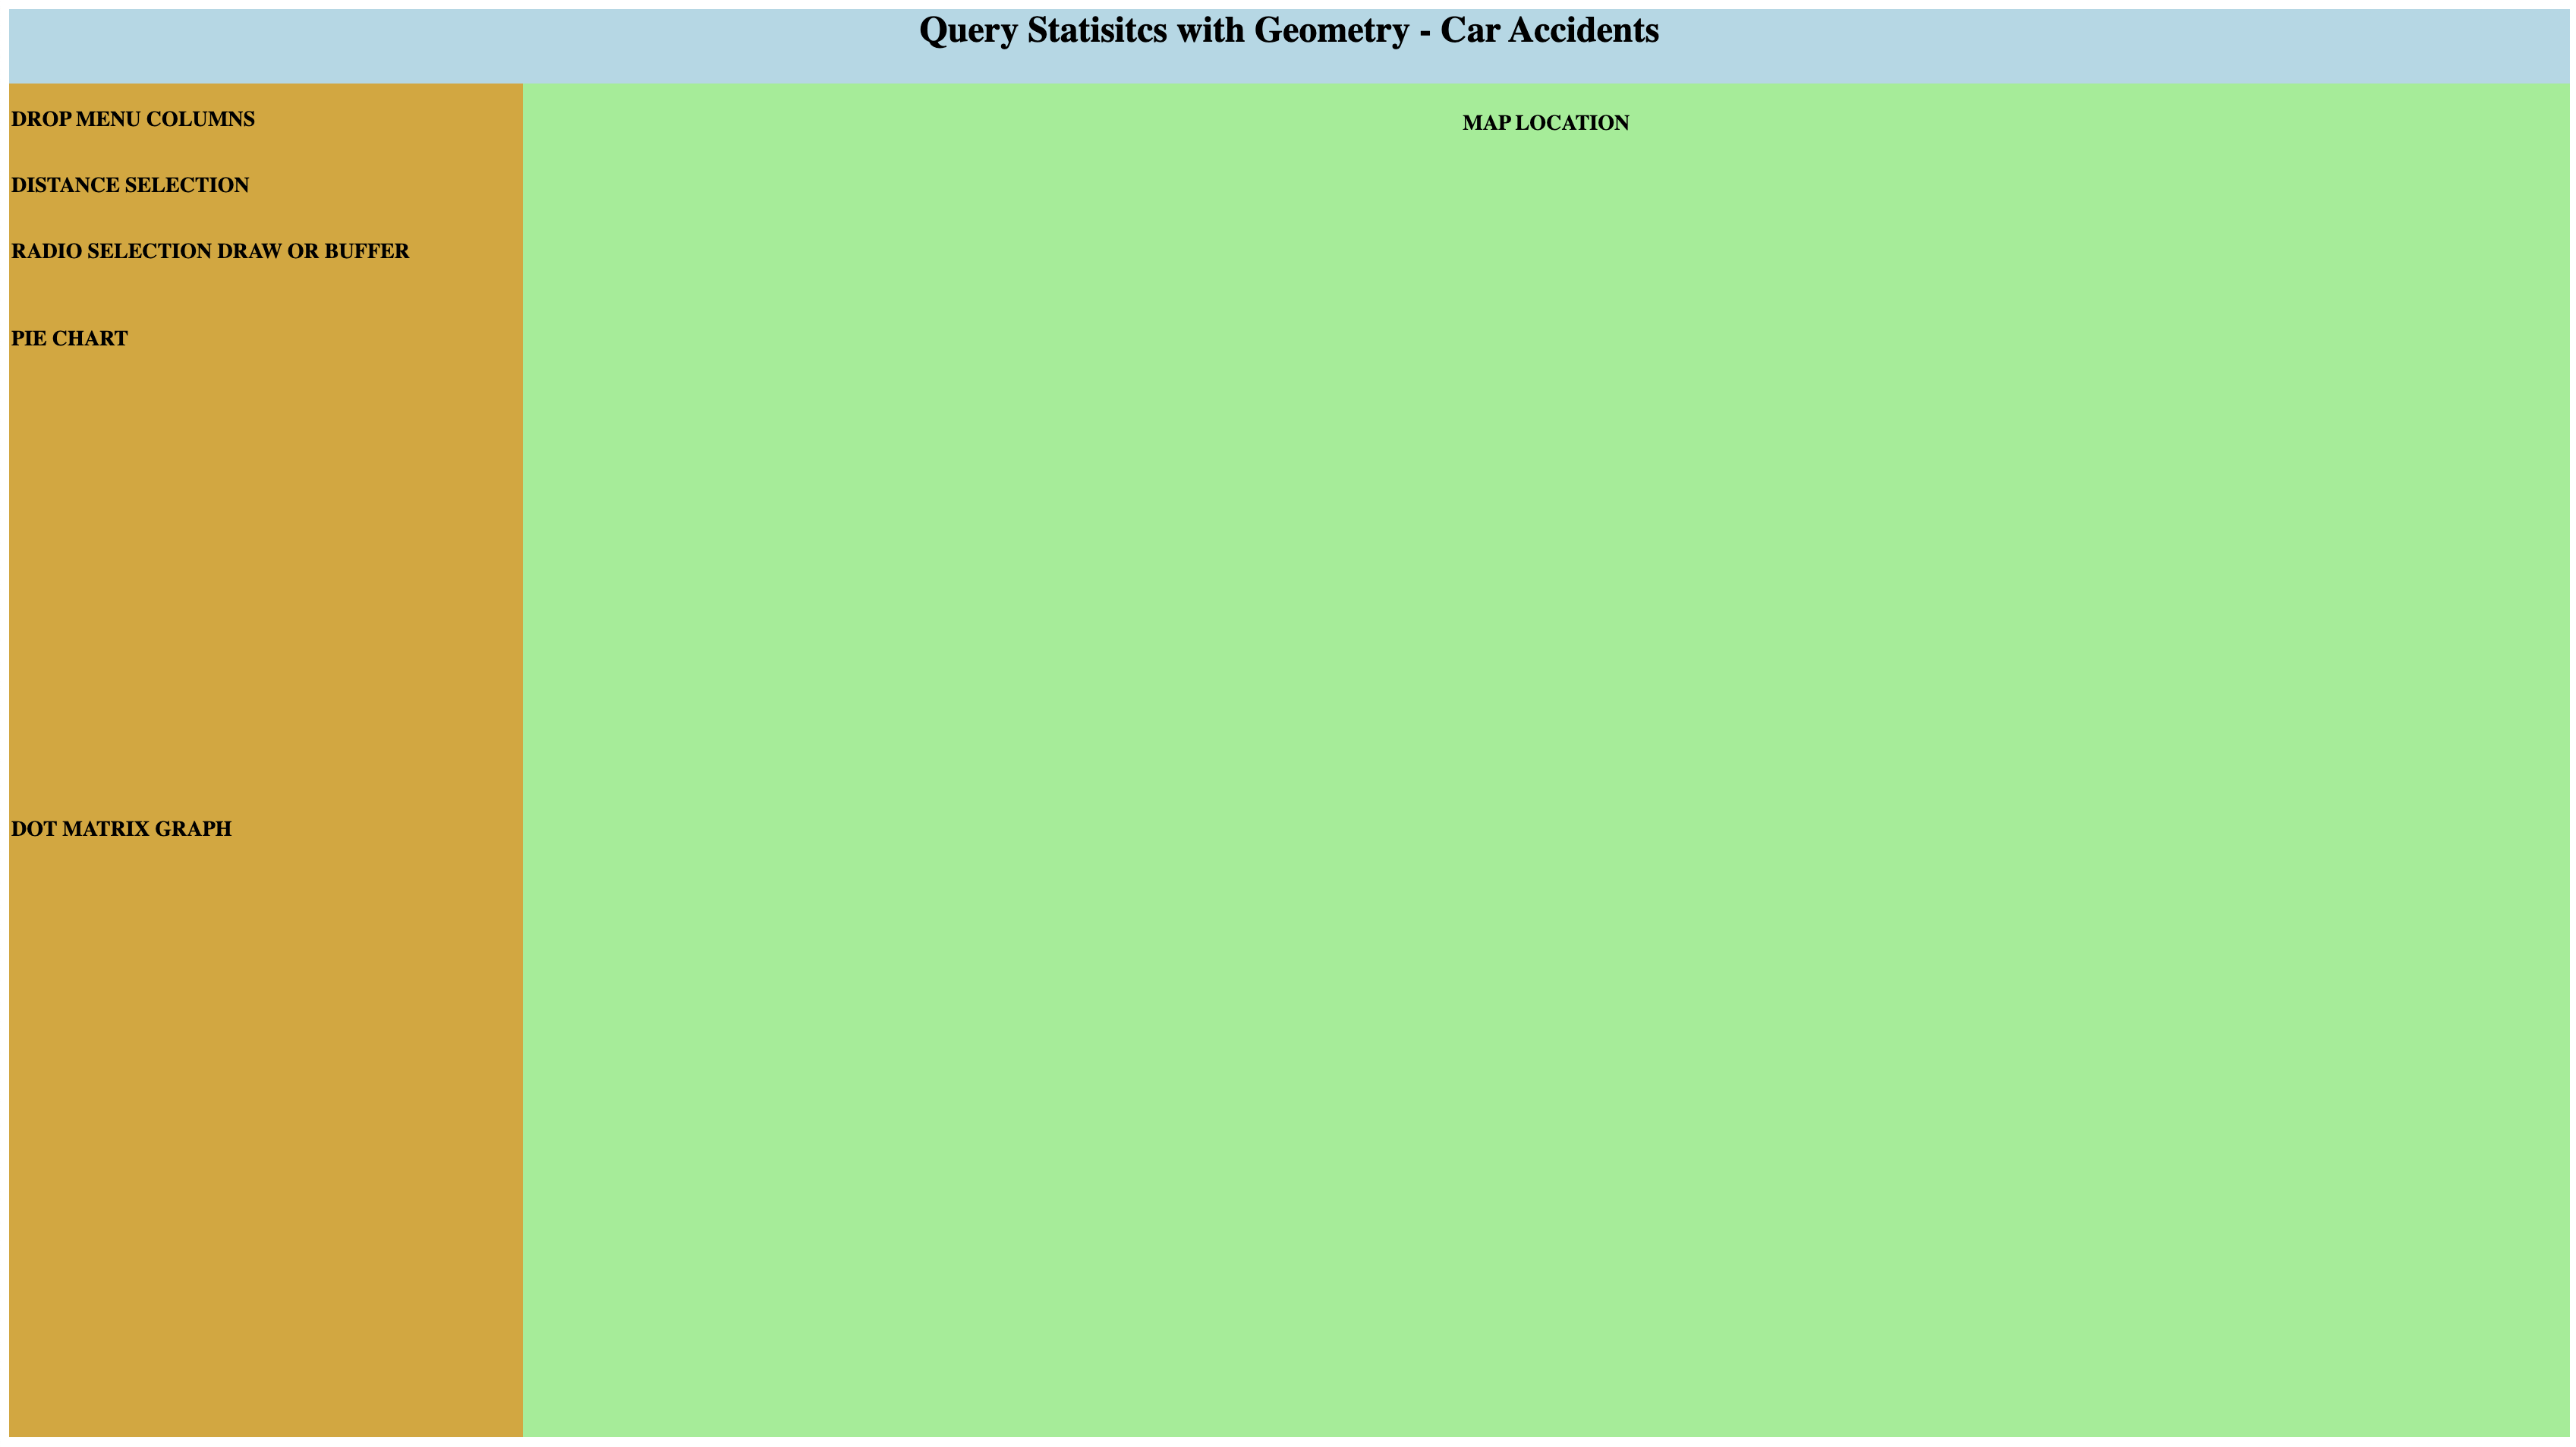 Query Statisitcs with Geometry - Car Accidents
DROP MENU COLUMNS
MAP LOCATION
DISTANCE SELECTION
RADIO SELECTION DRAW OR BUFFER
PIE CHART
DOT MATRIX GRAPH